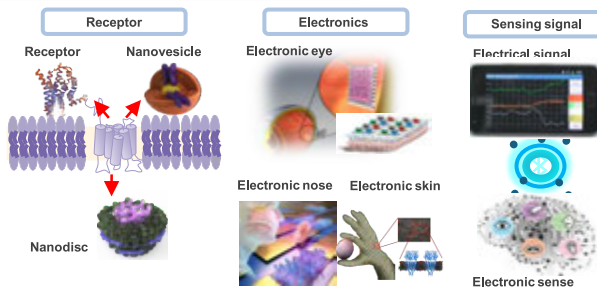 Receptor
Electronics
Sensing signal
Receptor
Nanovesicle
Electronic eye
Electrical signal
Electronic nose
Electronic skin
Nanodisc
Electronic sense